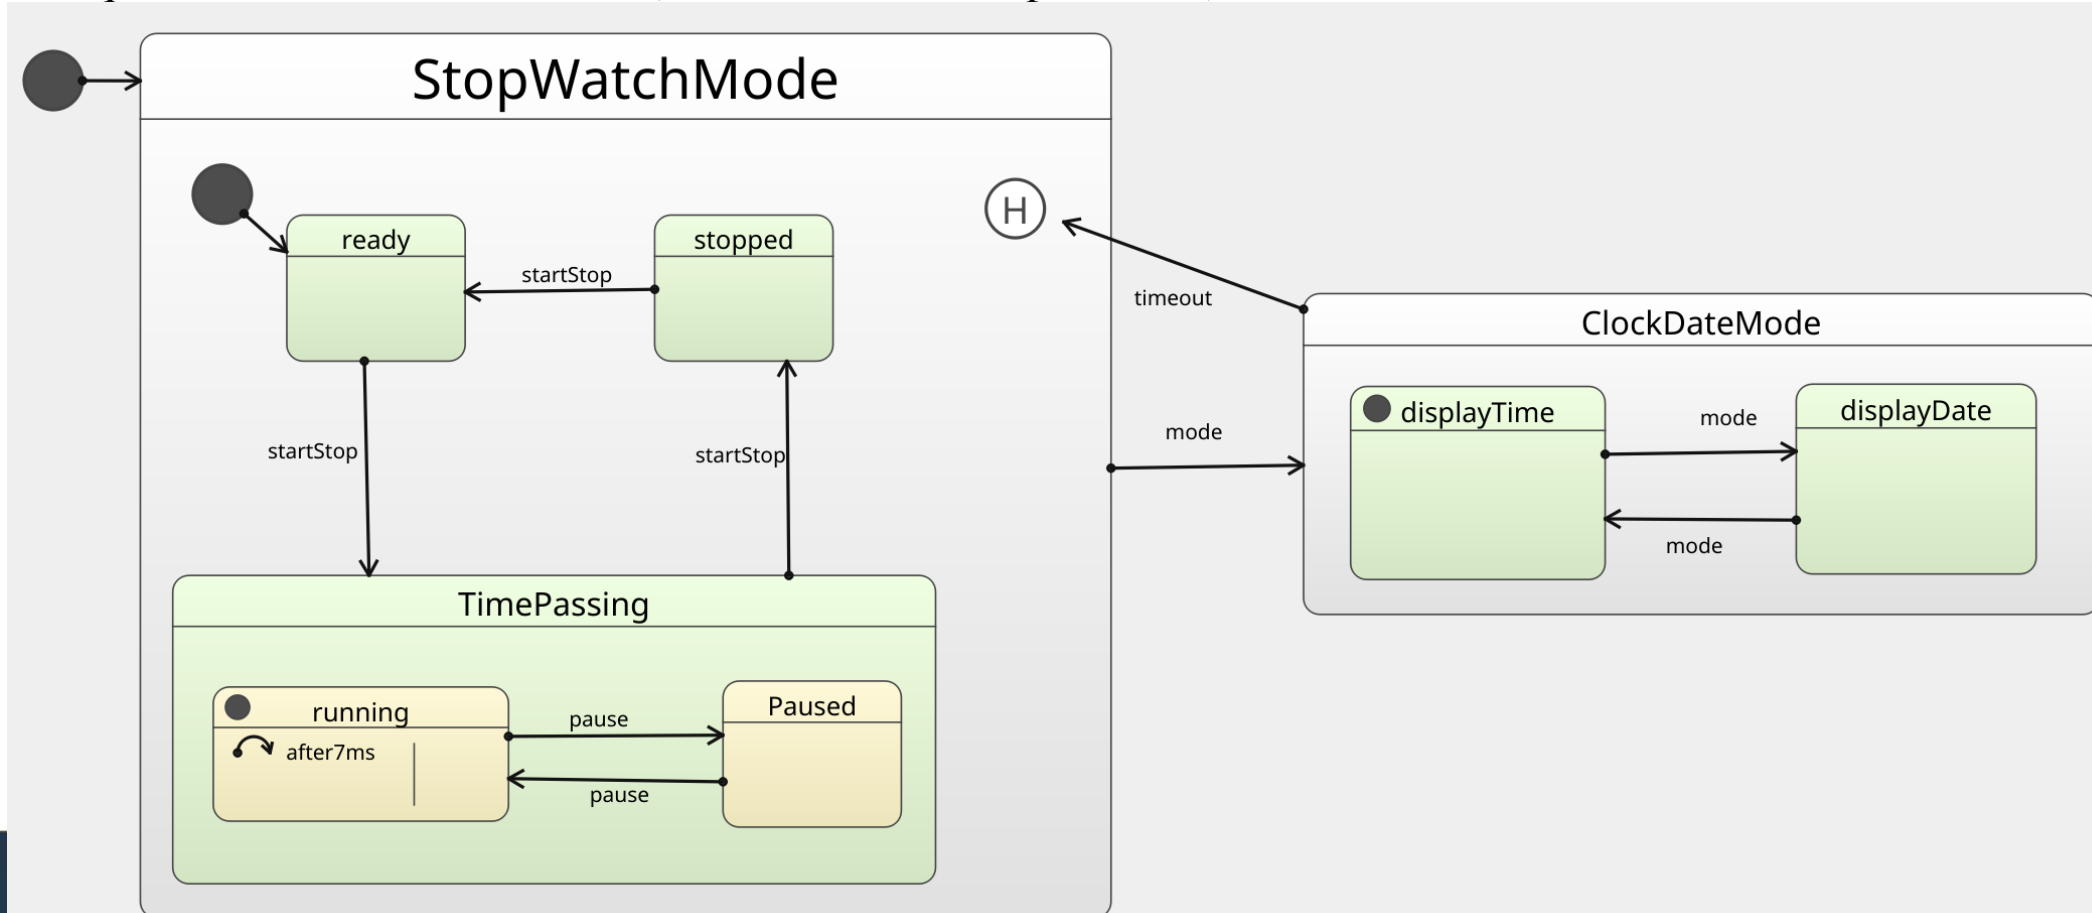 StopWatchMode
H
ready
stopped
startStop
timeout
ClockDateMode
displayTime
mode
displayDate
mode
mode
startStop
startStop
TimePassing
running
pause
Paused
after7ms
pause